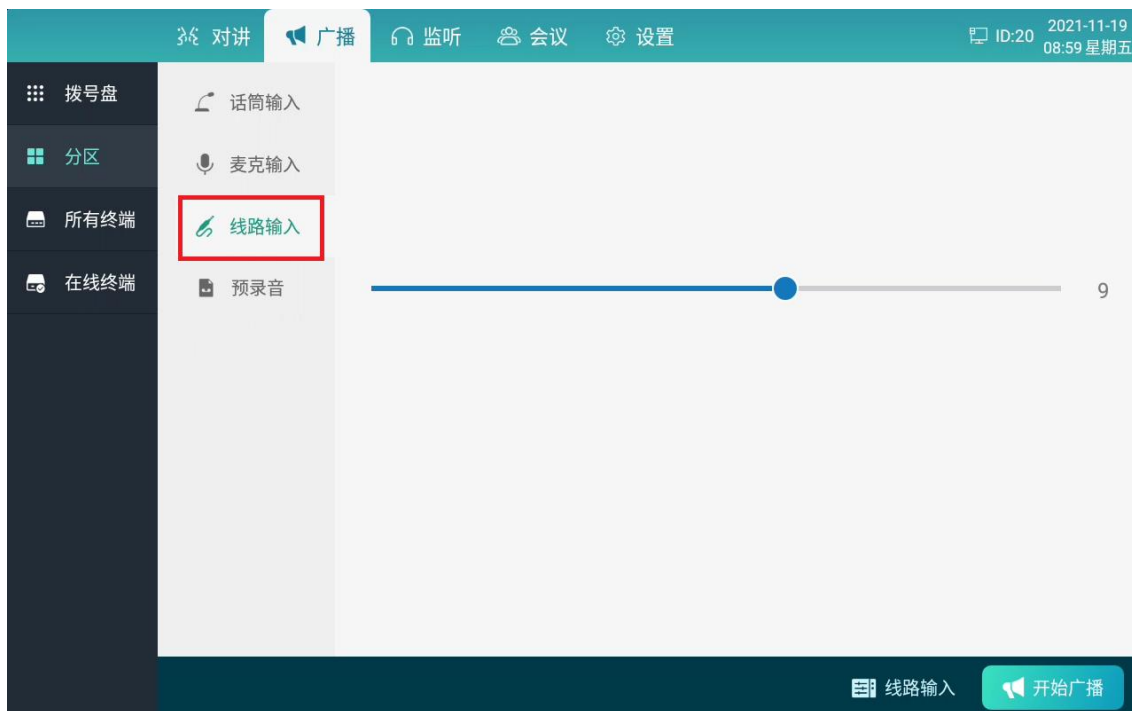 对讲 广播 监听 会议 设置 ID:20 2021-11-19
08:59 星期五
拨号盘
分区
所有终端
在线终端
话筒输入
麦克输入
线路输入
预录音
9
线路输入 开始广播